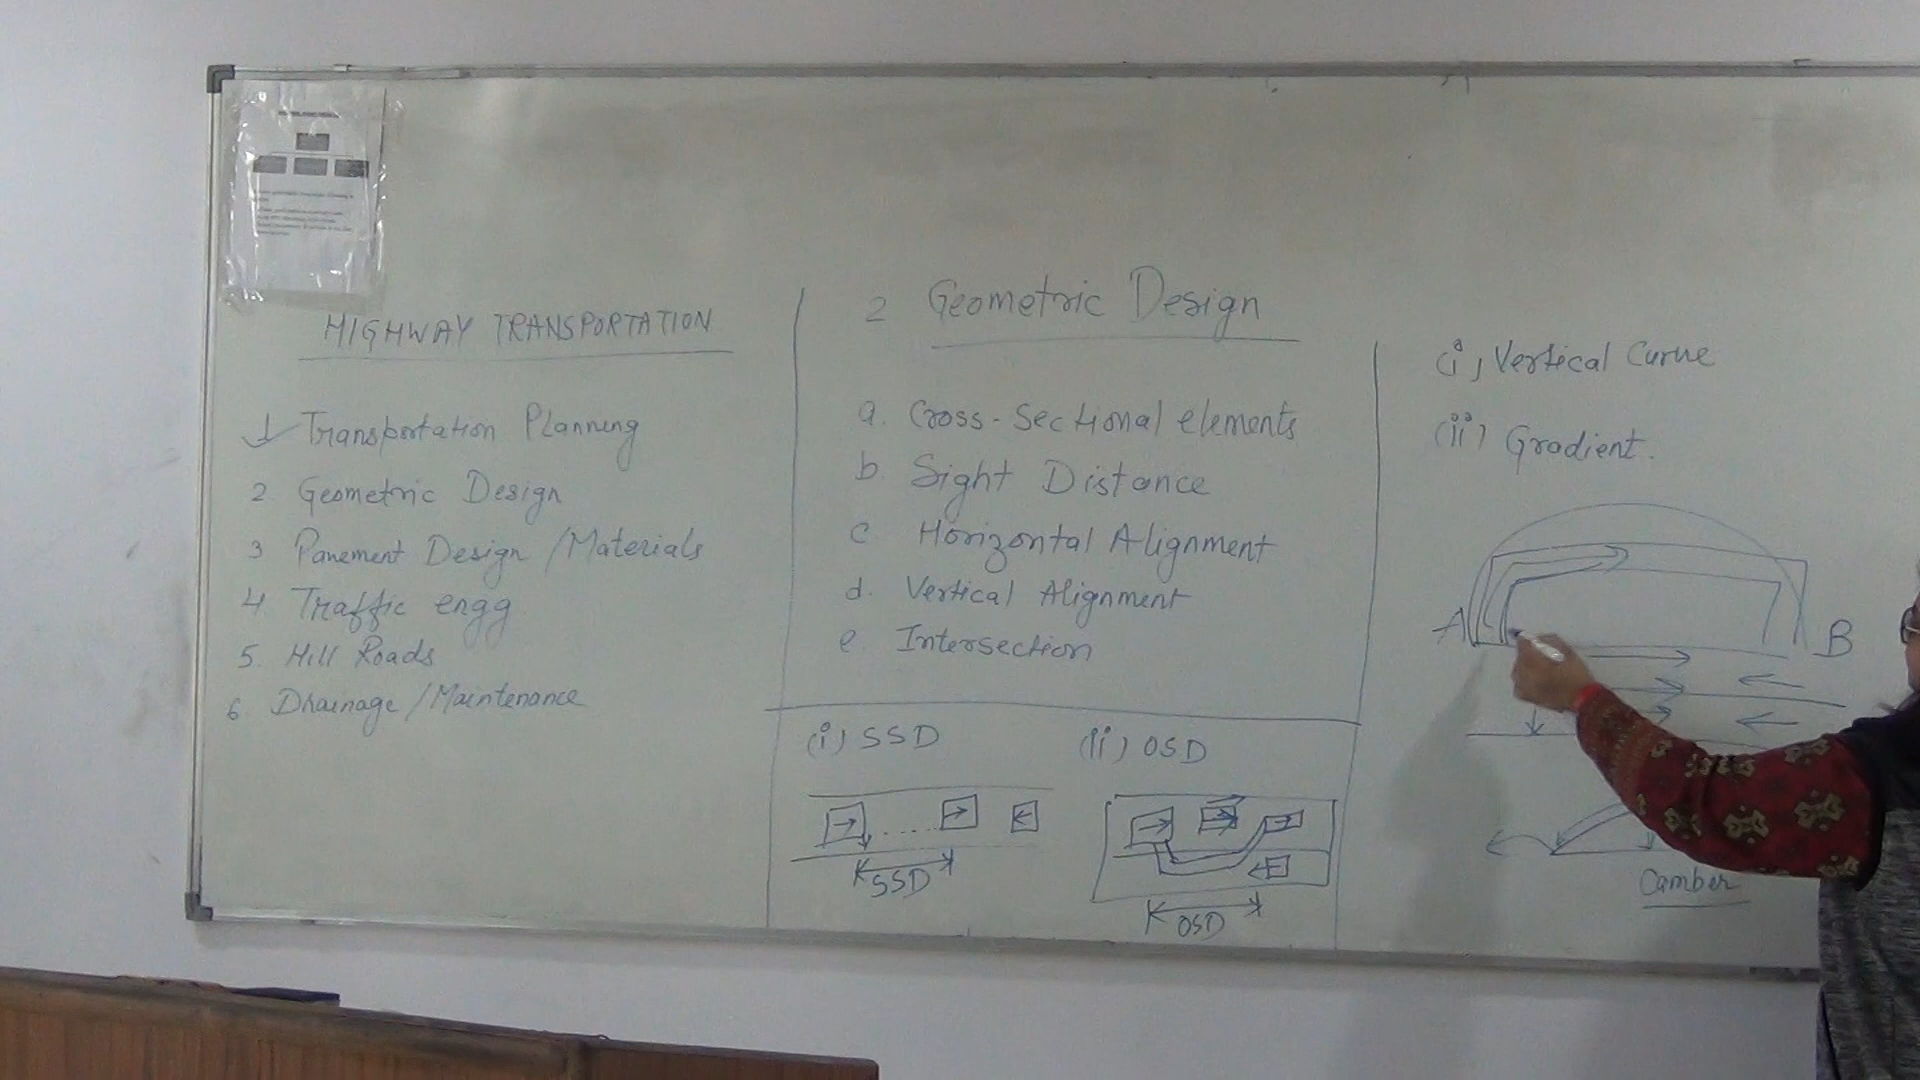 HIGHWAY TRANSPORTATION
1 Transportation Planning
2. Geometric Design
3 Pavement Design / Materials
4. Traffic engg.
5. Hill Roads
6. Drainage / Maintenance
2 Geometric Design
a. Cross-Sectional elements
b. Sight Distance
c Horizontal Alignment
d. Vertical Alignment
e. Intersection
(i) SSD
SSD
(ii) OSD
OSD
(i) Vertical Curve
(ii) Gradient.
A B
Camber